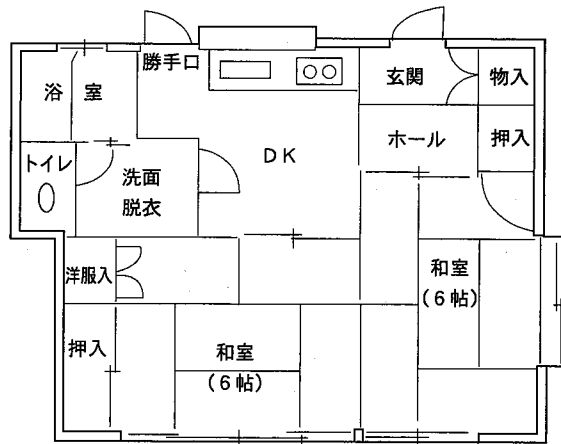 勝手口
浴 室
玄関
物入
トイレ
洗面
脱衣
DK
ホール
押入
洋服入
和室
(6帖)
押入
和室
(6帖)